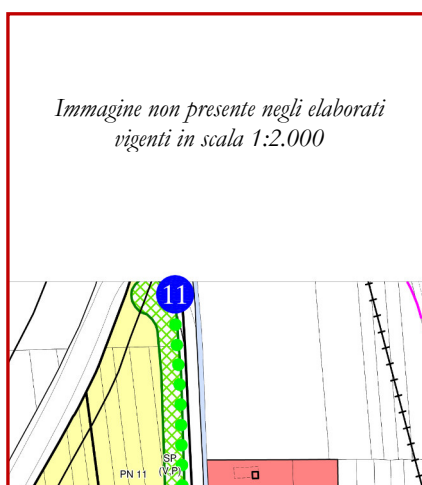 Immagine non presente negli elaborati
vigenti in scala 1:2.000
11
SP
PN 11 (V,P)